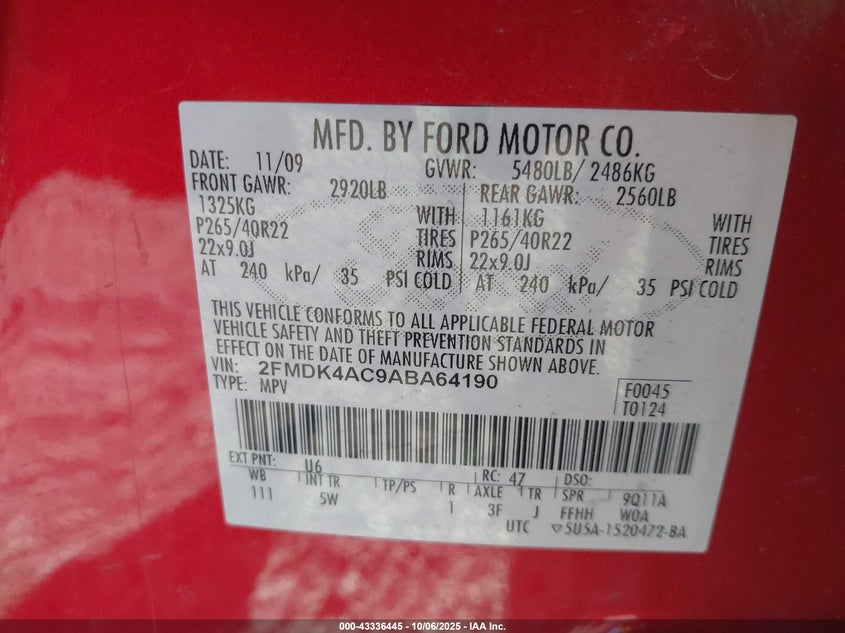 MFD. BY FORD MOTOR CO.
DATE: 11/09 GVWR: 5480LB/ 2486KG
FRONT GAWR: 2920LB REAR GAWR: 2560LB
1325KG WITH 1161KG WITH
P265/40R22 TIRES P265/40R22 TIRES
22x9.0J RIMS 22x9.0J RIMS
AT 240 kPa/ 35 PSI COLD AT 240 kPa/ 35 PSI COLD
THIS VEHICLE CONFORMS TO ALL APPLICABLE FEDERAL MOTOR
VEHICLE SAFETY AND THEFT PREVENTION STANDARDS IN
EFFECT ON THE DATE OF MANUFACTURE SHOWN ABOVE.
VIN: 2FMDK4AC9ABA64190
TYPE: MPV F0045
T0124
EXT PNT: U6 RC: 47 DSO:
WB INT TR TP/PS R AXLE TR SPR 9Q11A
111 5W 1 3F J FFHH WOA
UTC ▽5U5A-1520472-BA
000-43336445 - 10/06/2025 - IAA Inc.